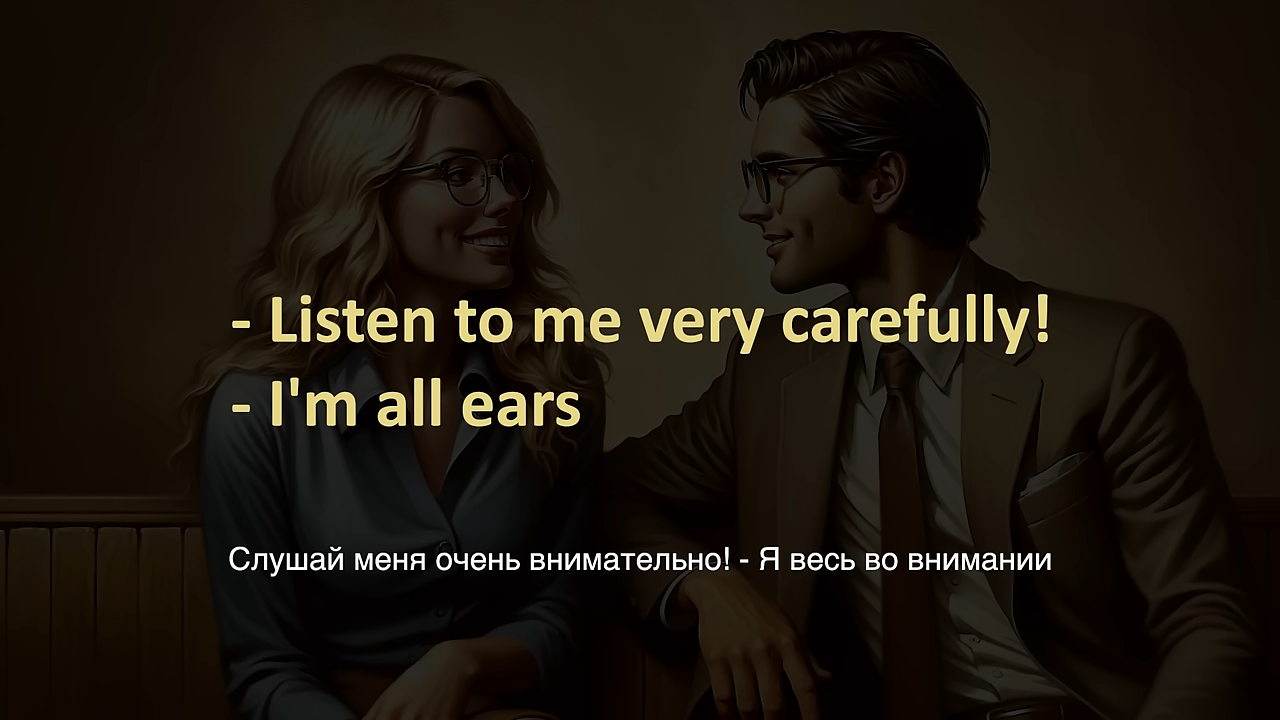 - Listen to me very carefully!
- I'm all ears
Слушай меня очень внимательно! - Я весь во внимании